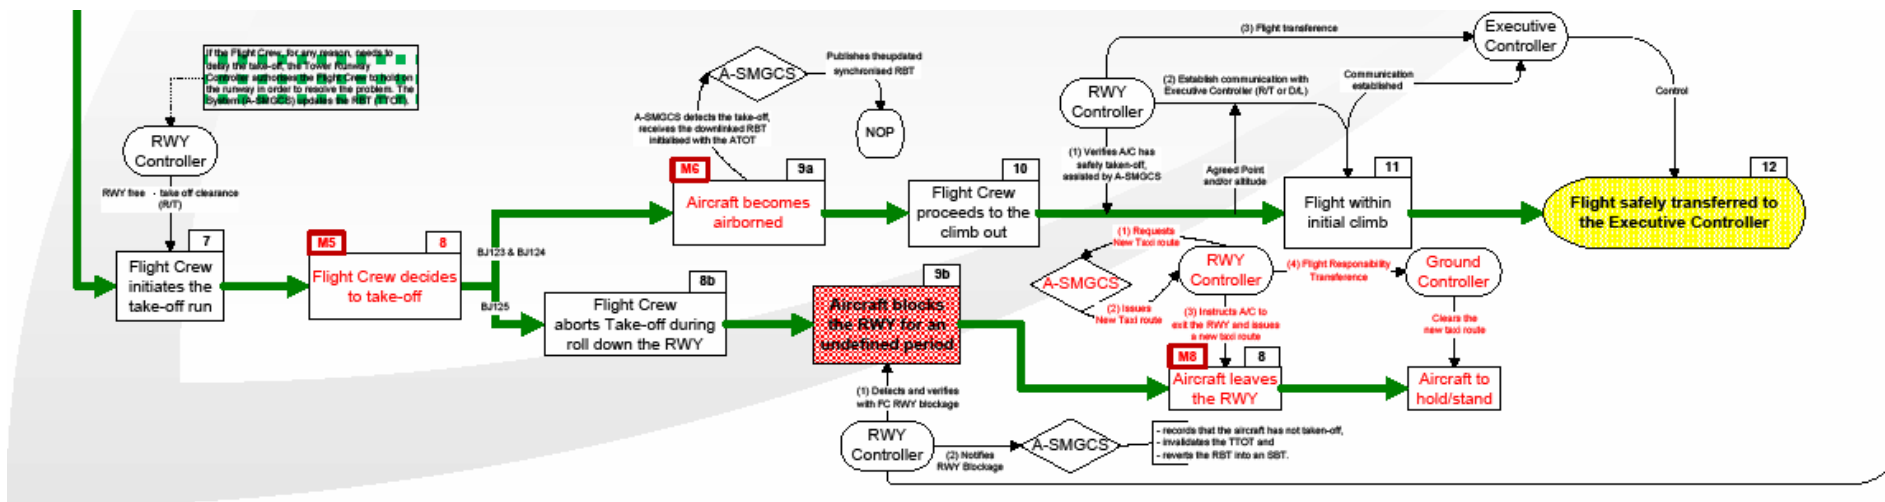 If the Flight Crew, for any reason, needs to
delay the take-off, the Tower Runway
Controller authorises the Flight Crew to hold on
the runway in order to resolve the problem. The
System (A-SMGCS) updates the RBT (TTOT).
RWY
Controller
RWY free - take off clearance
(R/T)
7
Flight Crew
initiates the
take-off run
M5
8
Flight Crew decides
to take-off
BJ123 & BJ124
BJ125
A-SMGCS
Publishes theupdated
synchronised RBT
NOP
A-SMGCS detects the take-off,
receives the downlinked RBT
initialised with the ATOT
M6
9a
Aircraft becomes
airborned
10
Flight Crew
proceeds to the
climb out
(3) Flight transference
Executive
Controller
RWY
Controller
(2) Establish communication with
Executive Controller (R/T or D/L)
Communication
established
Control
(1) Verifies A/C has
safely taken-off,
assisted by A-SMGCS
Agreed Point
and/or altitude
11
Flight within
initial climb
12
Flight safely transferred to
the Executive Controller
8b
Flight Crew
aborts Take-off during
roll down the RWY
9b
Aircraft blocks
the RWY for an
undefined period
(1) Requests
New Taxi route
A-SMGCS
(2) Issues
New Taxi route
RWY
Controller
(4) Flight Responsibility
Transference
Ground
Controller
(3) Instructs A/C to
exit the RWY and issues
a new taxi route
Clears the
new taxi route
M8
8
Aircraft leaves
the RWY
Aircraft to
hold/stand
(1) Detects and verifies
with FC RWY blockage
RWY
Controller
(2) Notifies
RWY Blockage
A-SMGCS
- records that the aircraft has not taken-off,
- invalidates the TTOT and
- reverts the RBT into an SBT.